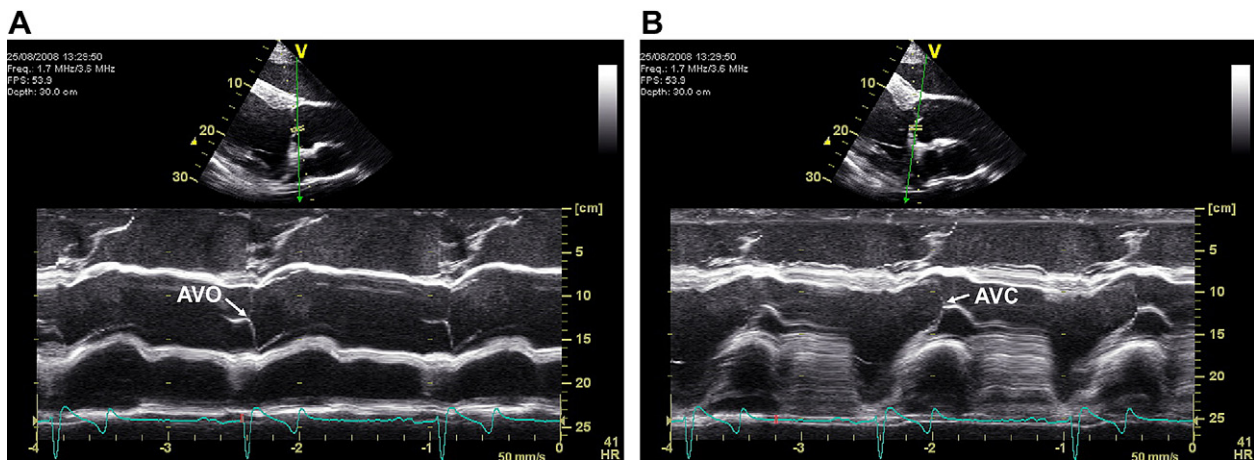 A
25/08/2008 13:29:50
Freq.: 1.7 MHz/3.6 MHz
FPS: 53.9
Depth: 30.0 cm
V
10
20
30
[cm]
5
AVO
10
15
20
25
-4
-3
-2
-1
0
50 mm/s
41
HR
B
25/08/2008 13:29:50
Freq.: 1.7 MHz/3.6 MHz
FPS: 53.9
Depth: 30.0 cm
V
10
20
30
[cm]
5
AVC
10
15
20
25
-4
-3
-2
-1
0
50 mm/s
41
HR